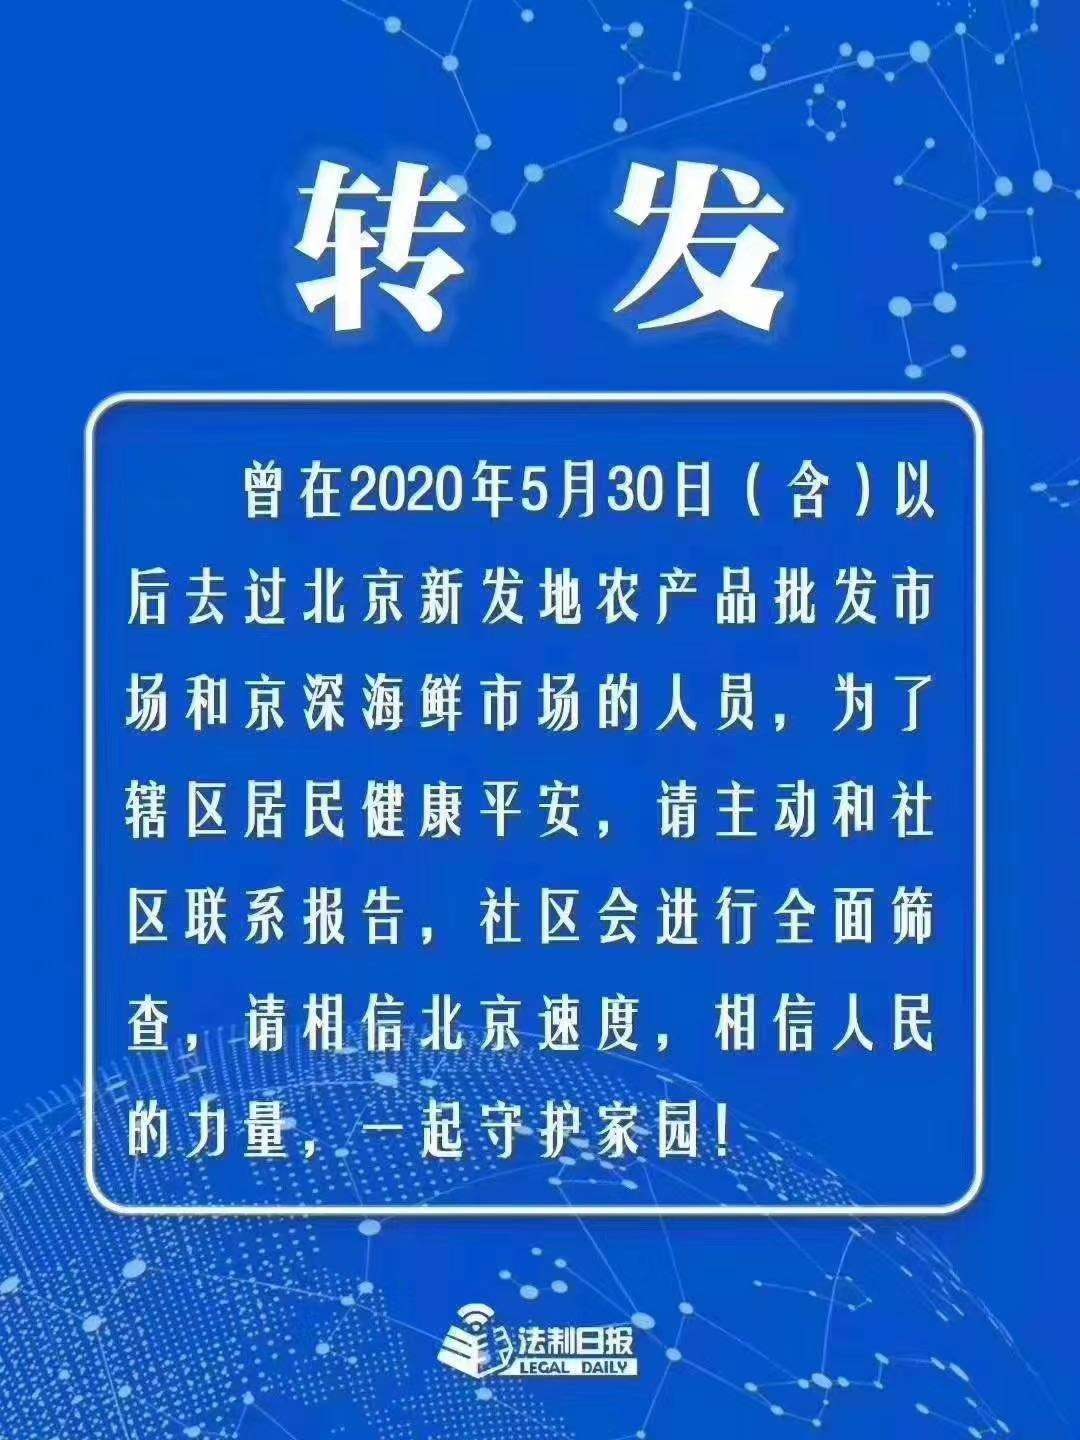 转发
曾在2020年5月30日（含）以
后去过北京新发地农产品批发市
场和京深海鲜市场的人员，为了
辖区居民健康平安，请主动和社
区联系报告，社区会进行全面筛
查，请相信北京速度，相信人民
的力量，一起守护家园！
法制日报
LEGAL DAILY